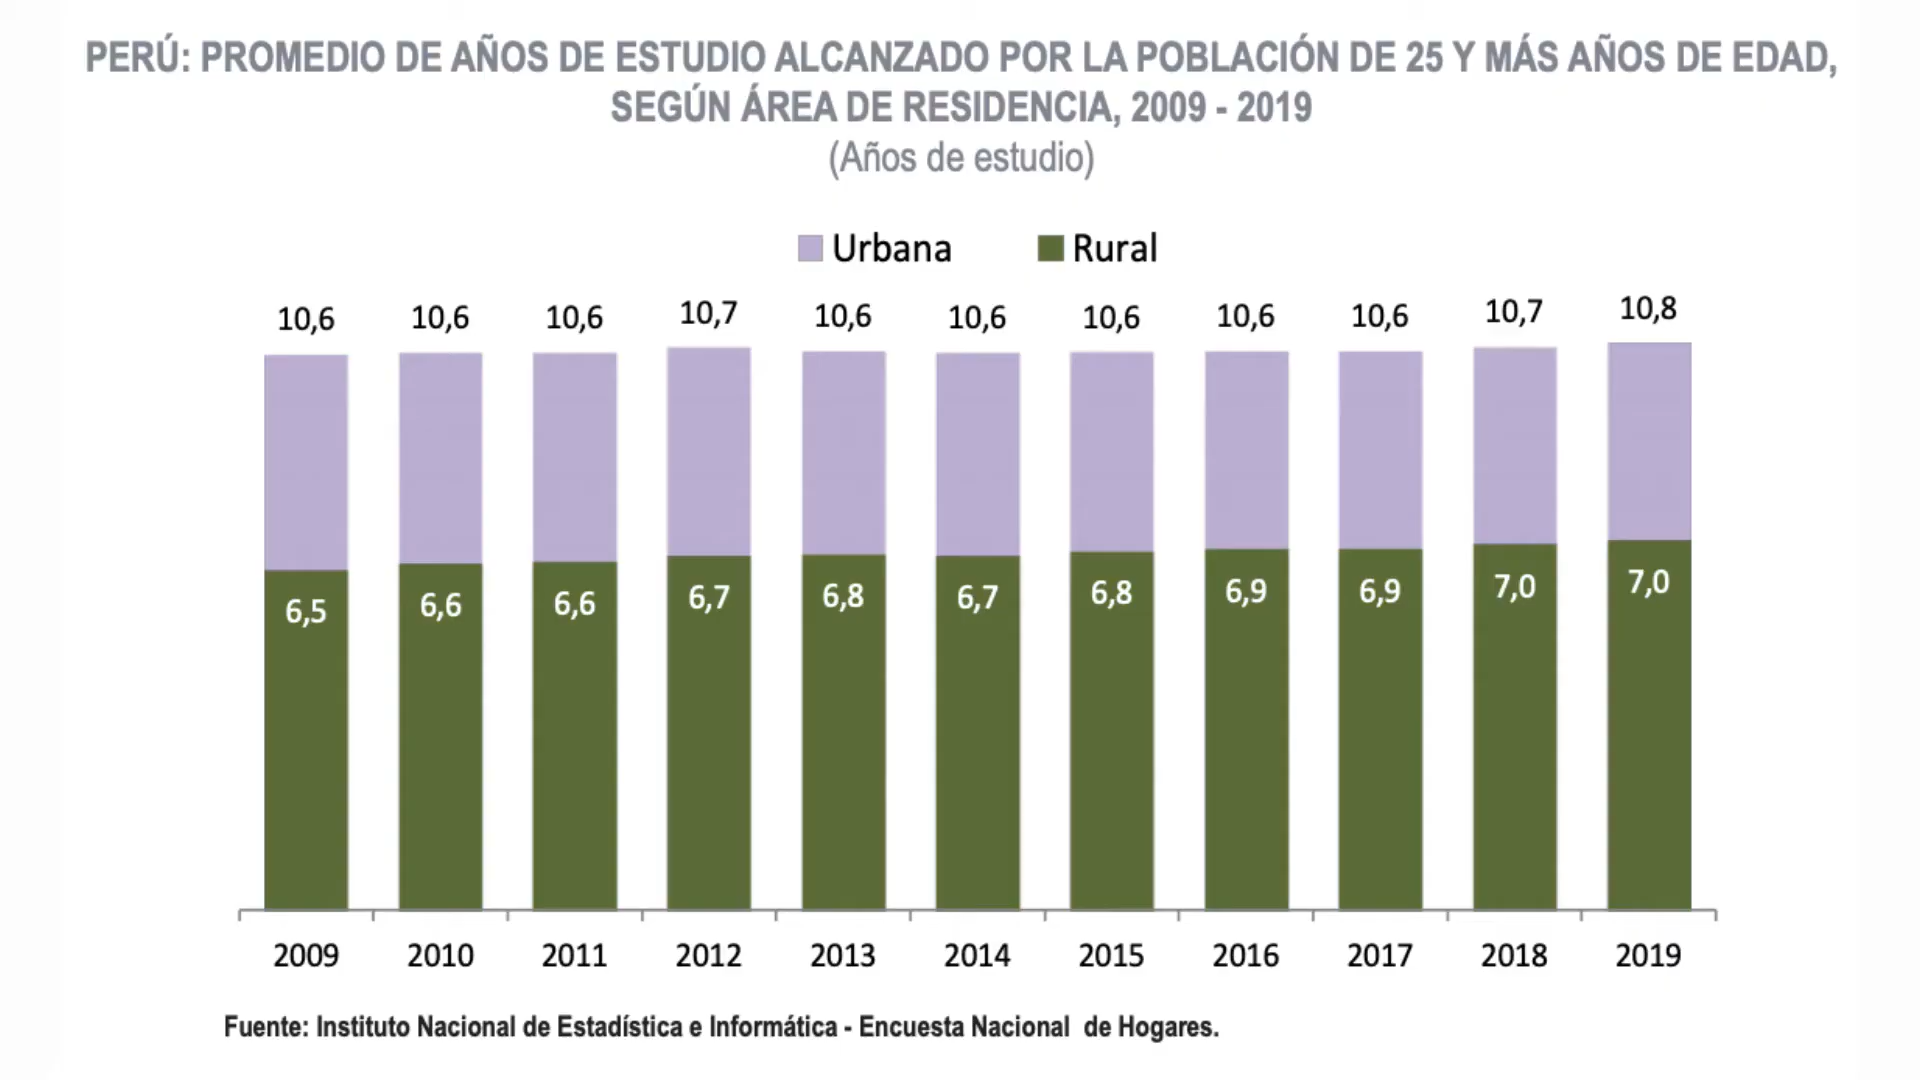 PERÚ: PROMEDIO DE AÑOS DE ESTUDIO ALCANZADO POR LA POBLACIÓN DE 25 Y MÁS AÑOS DE EDAD,
SEGÚN ÁREA DE RESIDENCIA, 2009 - 2019
(Años de estudio)
Urbana Rural
10,6 10,6 10,6 10,7 10,6 10,6 10,6 10,6 10,6 10,7 10,8
6,5 6,6 6,6 6,7 6,8 6,7 6,8 6,9 6,9 7,0 7,0
2009 2010 2011 2012 2013 2014 2015 2016 2017 2018 2019
Fuente: Instituto Nacional de Estadística e Informática - Encuesta Nacional de Hogares.